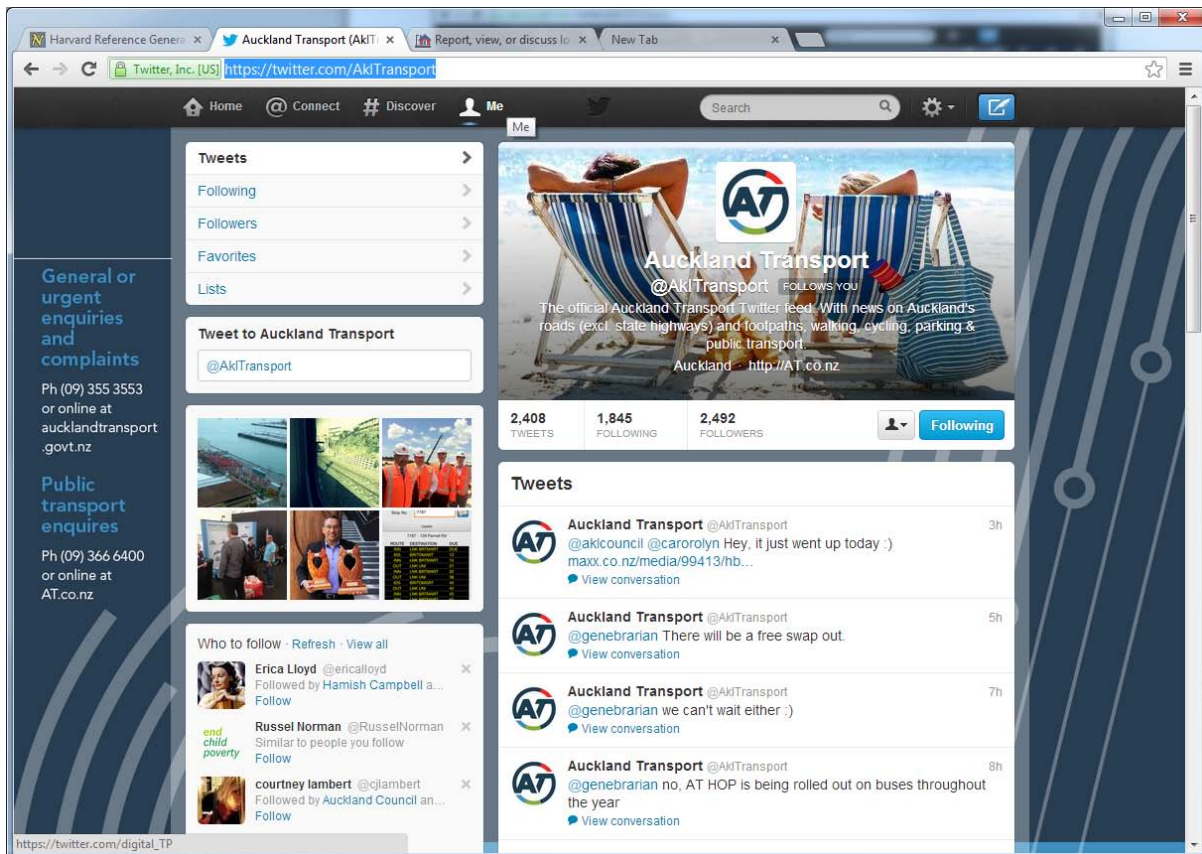 Harvard Reference Genera
Auckland Transport (AklTr
Report, view, or discuss lo
New Tab
Twitter, Inc. [US] https://twitter.com/AklTransport
Home
Connect
Discover
Me
Search
Me
Tweets
Following
Followers
Favorites
Lists
Tweet to Auckland Transport
@AklTransport
General or
urgent
enquiries
and
complaints
Ph (09) 355 3553
or online at
aucklandtransport
.govt.nz
Public
transport
enquires
Ph (09) 366 6400
or online at
AT.co.nz
AT
Auckland Transport
@AklTransport FOLLOWS YOU
The official Auckland Transport Twitter feed. With news on Auckland's
roads (excl. state highways) and footpaths, walking, cycling, parking &
public transport.
Auckland · http://AT.co.nz
2,408 TWEETS
1,845 FOLLOWING
2,492 FOLLOWERS
Following
Who to follow · Refresh · View all
Erica Lloyd @ericalloyd
Followed by Hamish Campbell a...
Follow
end
child
poverty
Russel Norman @RusselNorman
Similar to people you follow
Follow
courtney lambert @cjlambert
Followed by Auckland Council an...
Follow
Tweets
AT
Auckland Transport @AklTransport 3h
@aklcouncil @carorolyn Hey, it just went up today :)
maxx.co.nz/media/99413/hb...
View conversation
AT
Auckland Transport @AklTransport 5h
@genebrarian There will be a free swap out.
View conversation
AT
Auckland Transport @AklTransport 7h
@genebrarian we can't wait either :)
View conversation
AT
Auckland Transport @AklTransport 8h
@genebrarian no, AT HOP is being rolled out on buses throughout
the year
View conversation
https://twitter.com/digital_TP